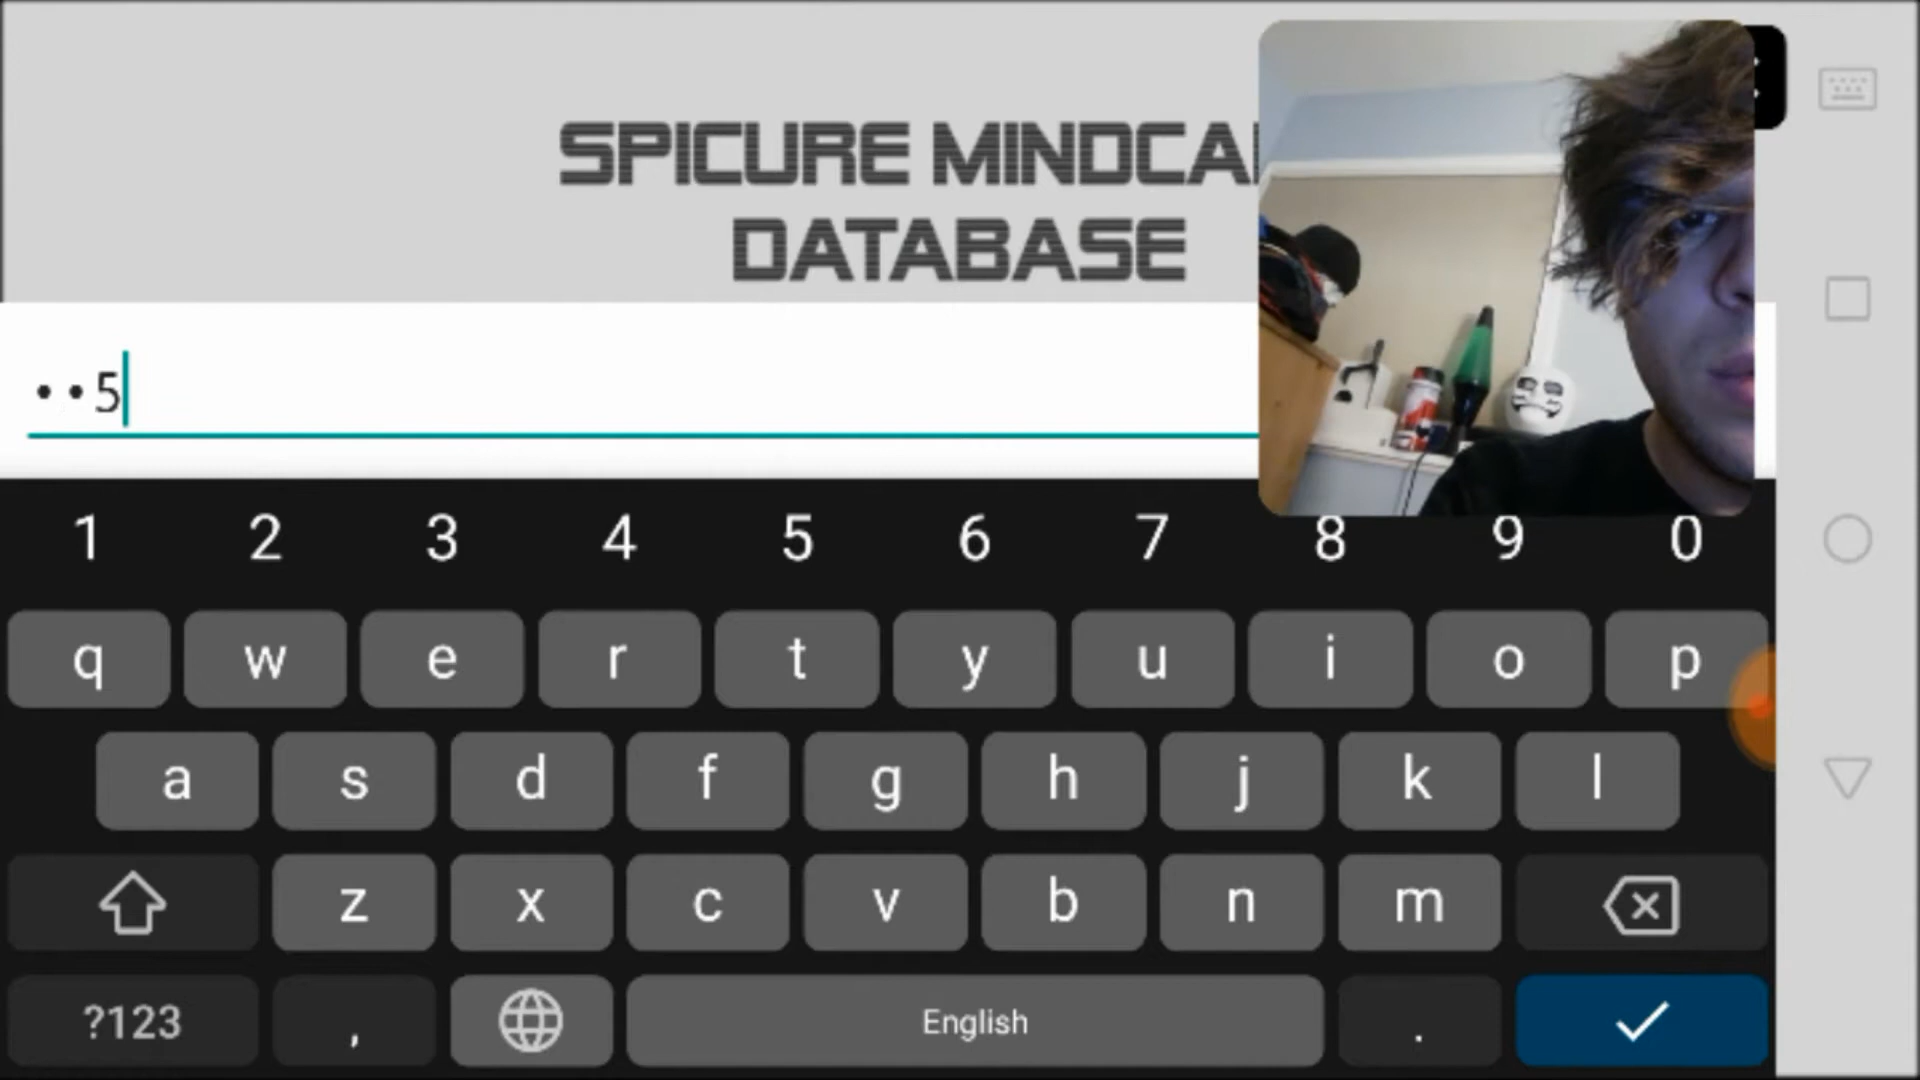 SPICURE MINDCA
DATABASE
••5
1 2 3 4 5 6 7 8 9 0
q w e r t y u i o p
a s d f g h j k l
z x c v b n m
?123 , English .